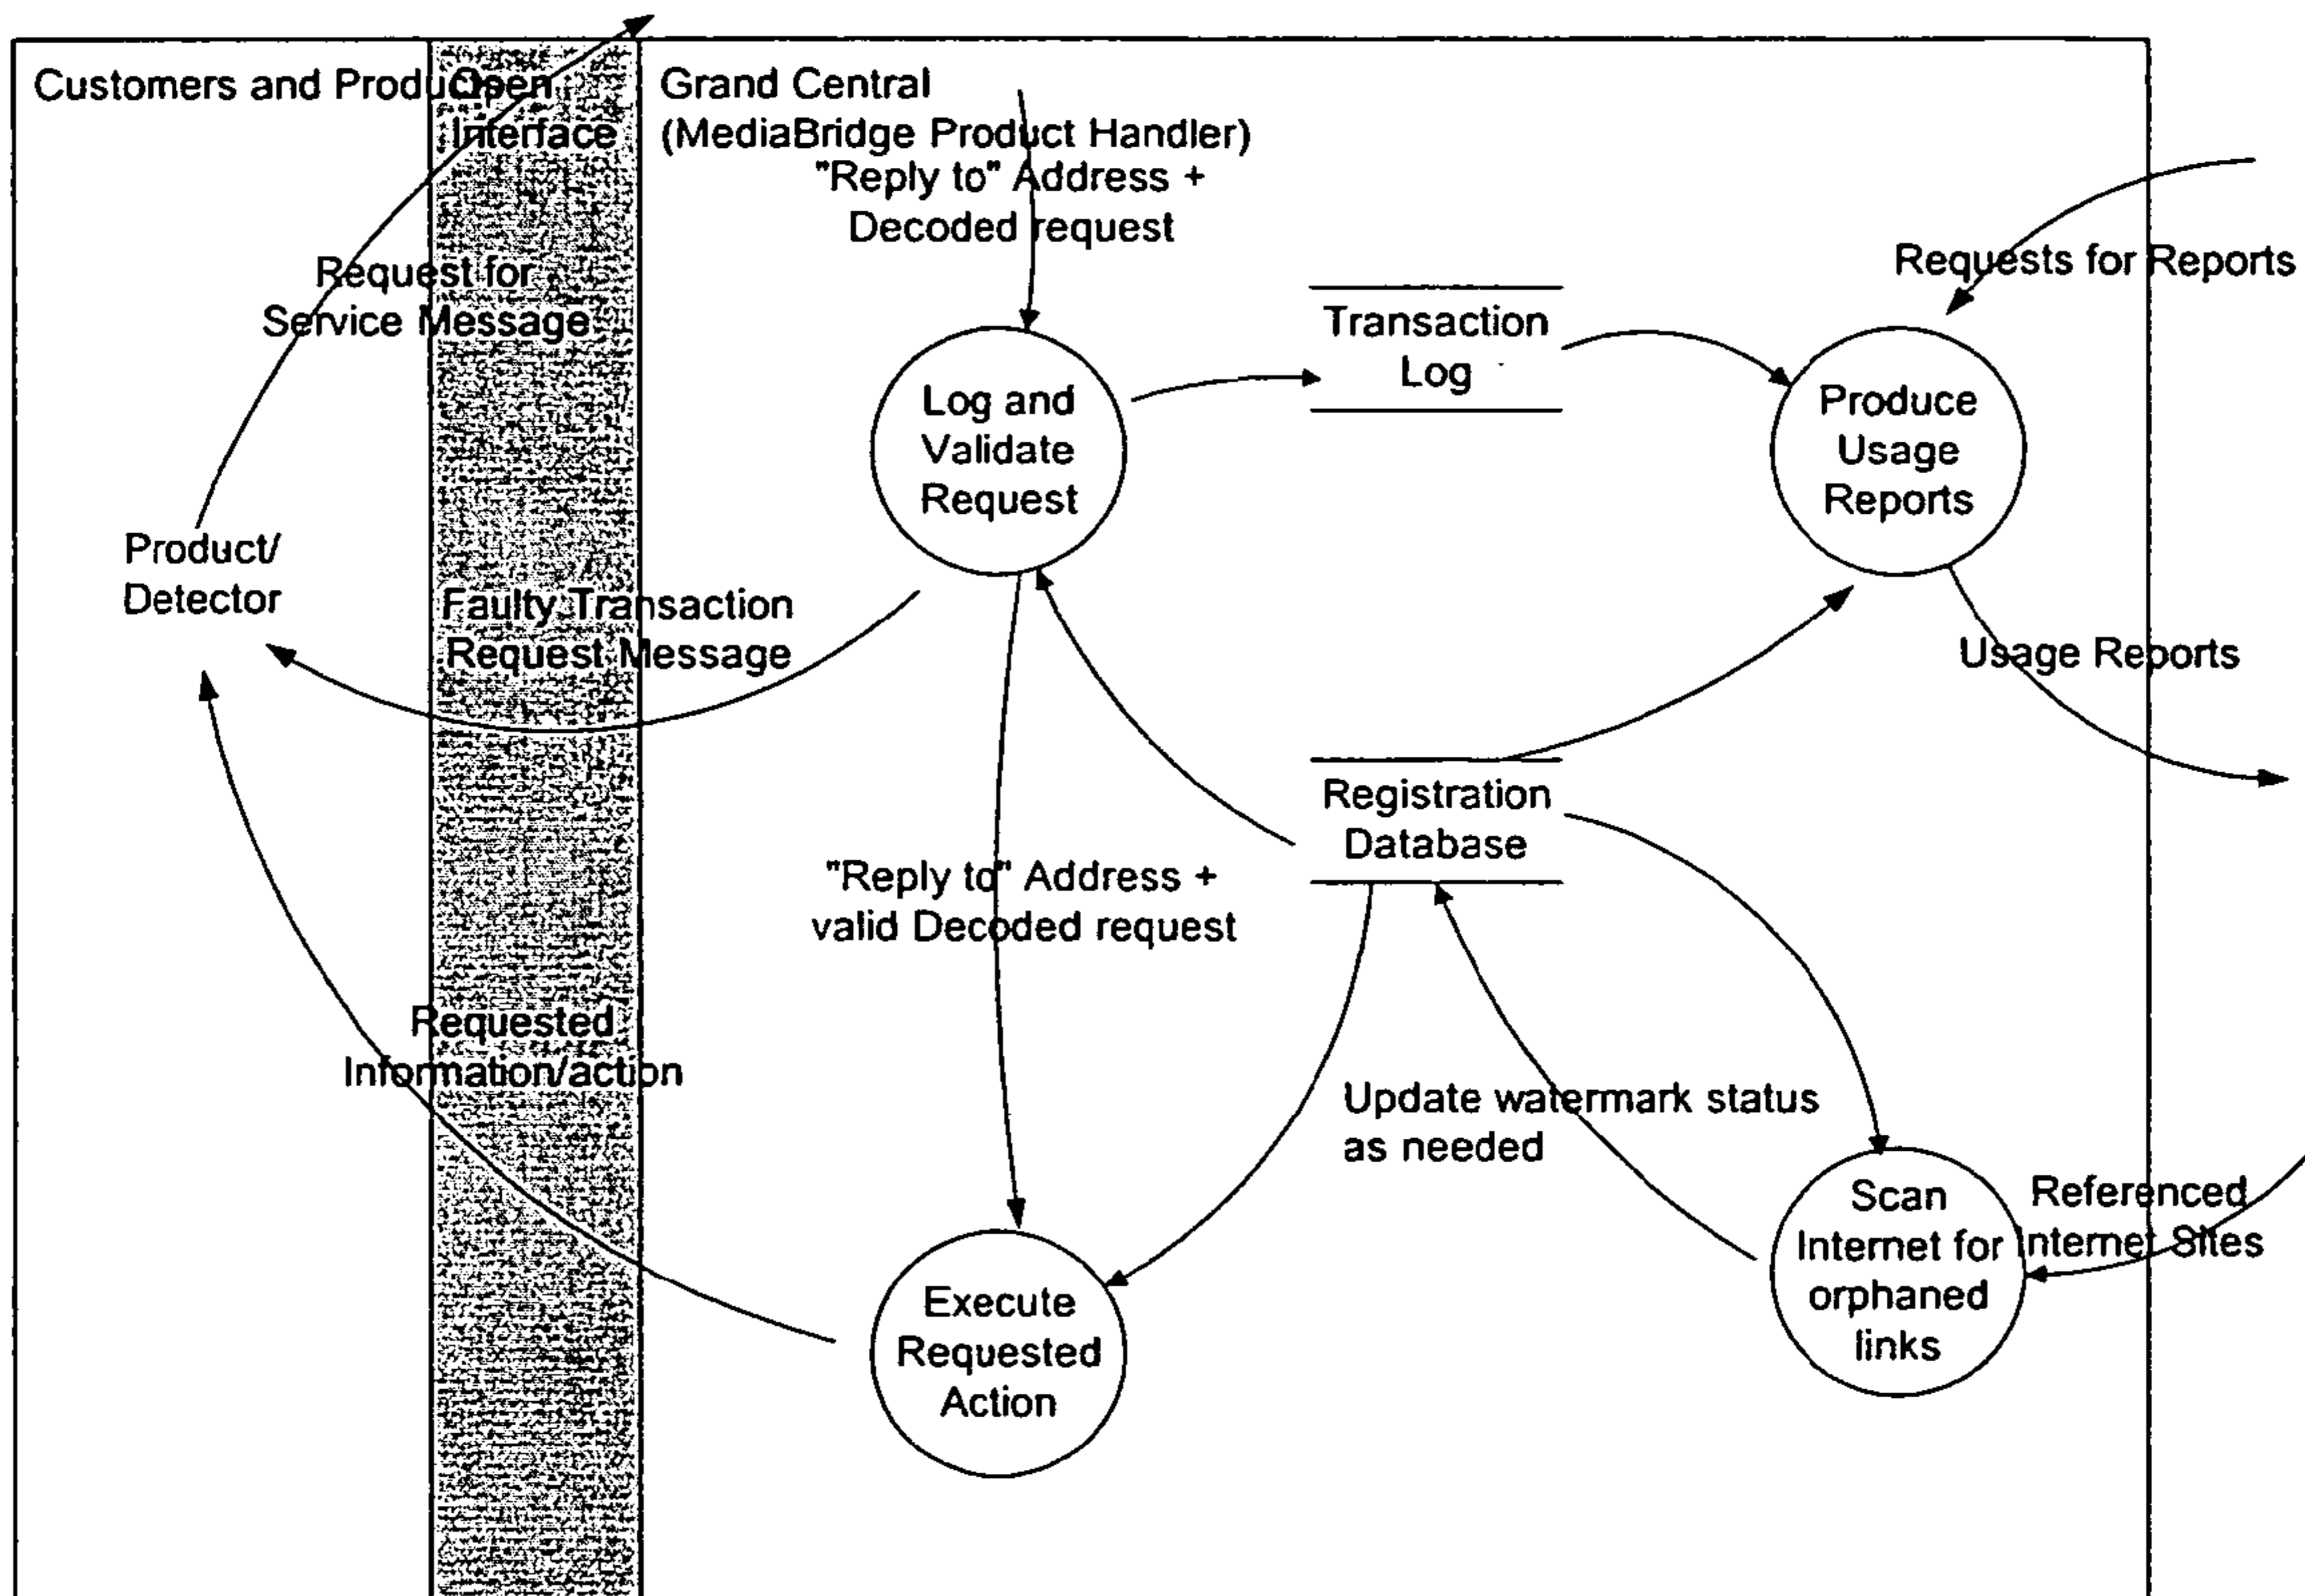 Customers and Products
Open
Interface
Grand Central
(MediaBridge Product Handler)
"Reply to" Address +
Decoded request
Requests for Reports
Request for
Service Message
Transaction
Log
Log and
Validate
Request
Produce
Usage
Reports
Product/
Detector
Faulty Transaction
Request Message
Usage Reports
Registration
Database
"Reply to" Address +
valid Decoded request
Requested
Information/action
Update watermark status
as needed
Scan
Internet for
orphaned
links
Referenced
Internet Sites
Execute
Requested
Action